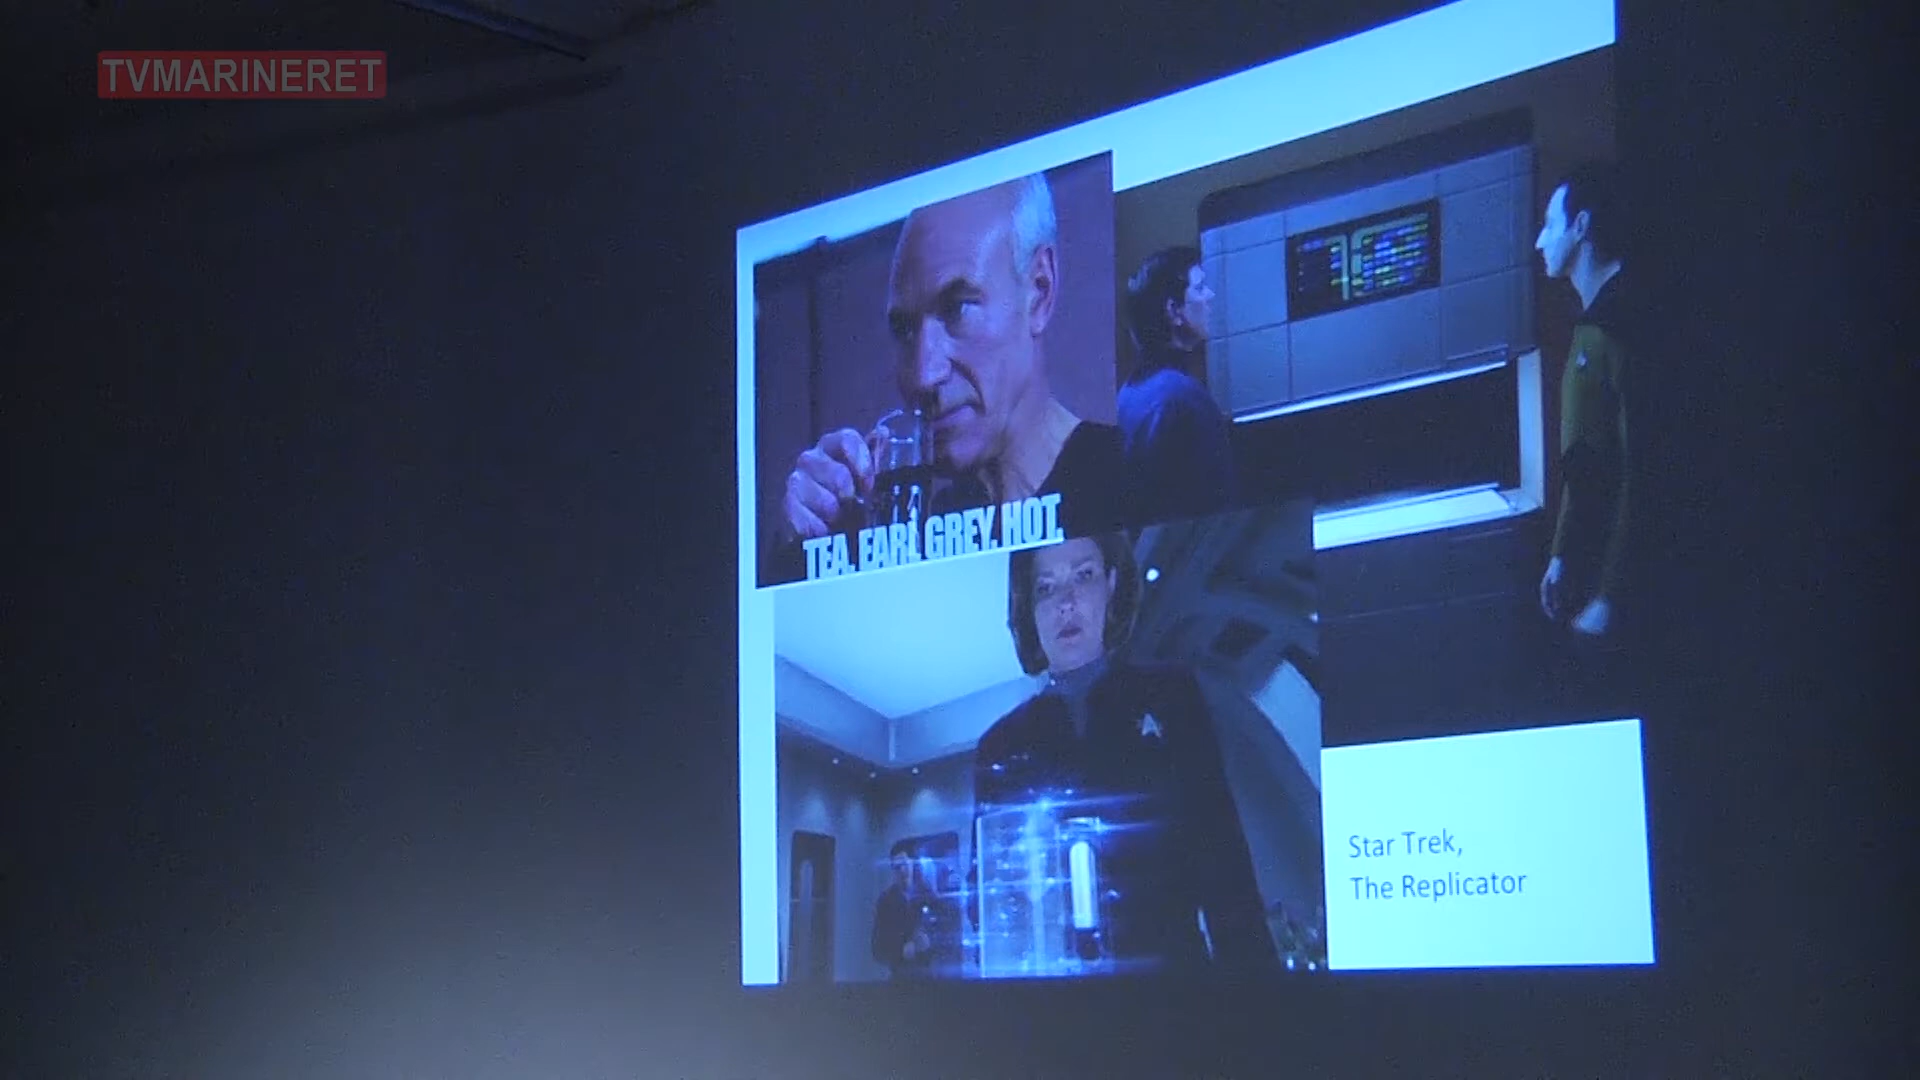 TVMARINERET
TEA. EARL GREY. HOT.
Star Trek,
The Replicator